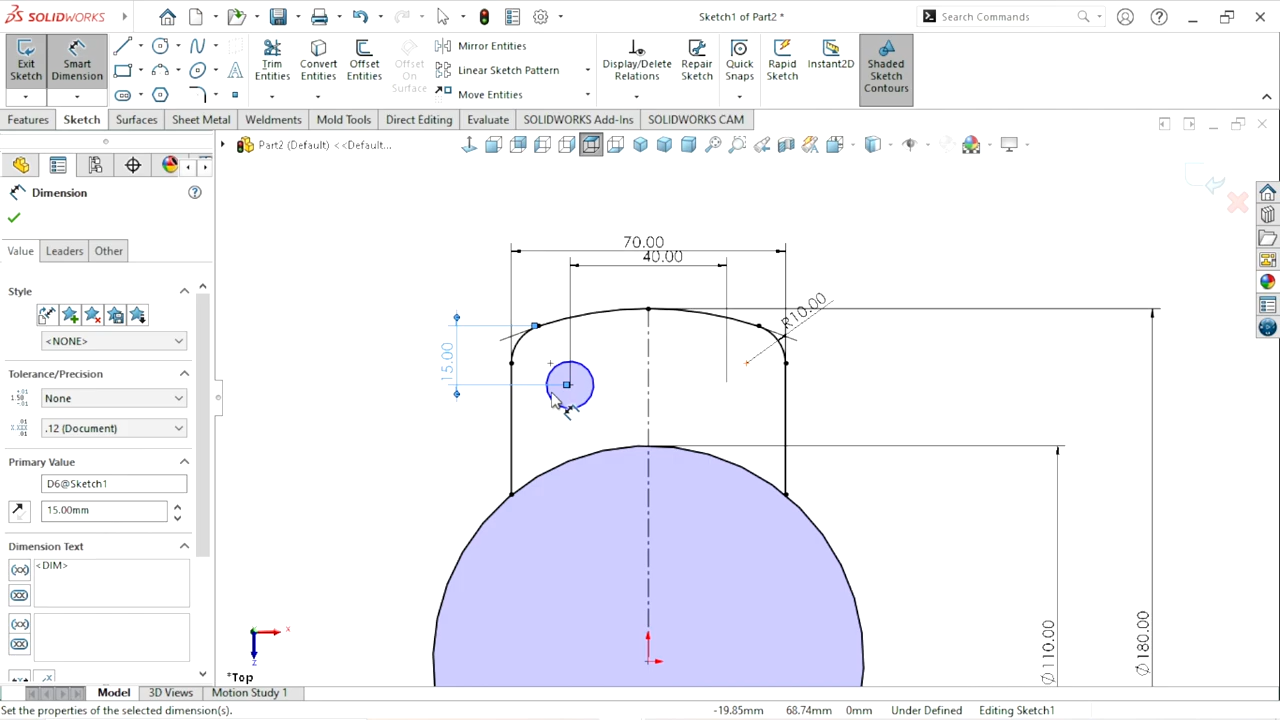 SOLIDWORKS
Sketch1 of Part2 *
Search Commands
Exit Sketch
Smart Dimension
Trim Entities
Convert Entities
Offset Entities
Offset On Surface
Mirror Entities
Linear Sketch Pattern
Move Entities
Display/Delete Relations
Repair Sketch
Quick Snaps
Rapid Sketch
Instant2D
Shaded Sketch Contours
Features
Sketch
Surfaces
Sheet Metal
Weldments
Mold Tools
Direct Editing
Evaluate
SOLIDWORKS Add-Ins
SOLIDWORKS CAM
Part2 (Default) <<Default...
Dimension
Value
Leaders
Other
Style
<NONE>
Tolerance/Precision
None
.12 (Document)
Primary Value
D6@Sketch1
15.00mm
Dimension Text
<DIM>
70.00
40.00
R10.00
15.00
∅110.00
∅180.00
x
z
*Top
Model
3D Views
Motion Study 1
Set the properties of the selected dimension(s).
-19.85mm
68.74mm
0mm
Under Defined
Editing Sketch1